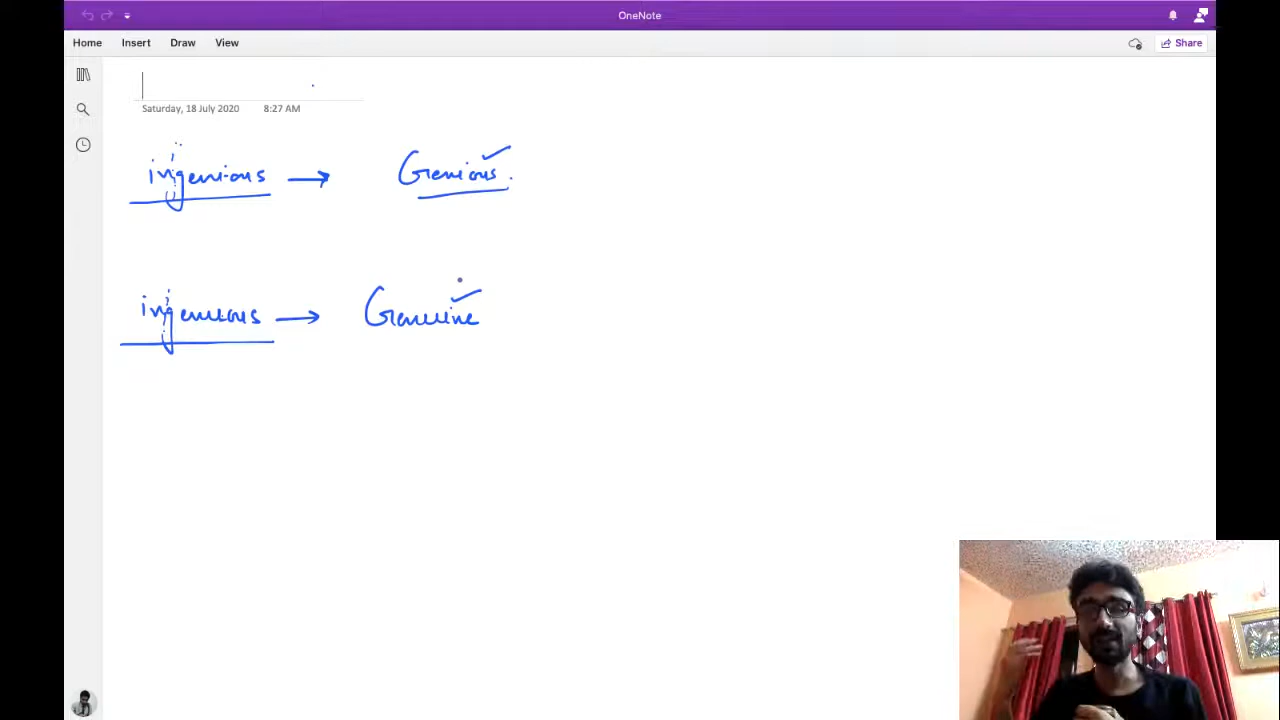 OneNote
Home Insert Draw View Share
Saturday, 18 July 2020 8:27 AM
ingenious → Genious.
ingenuous → Genuine